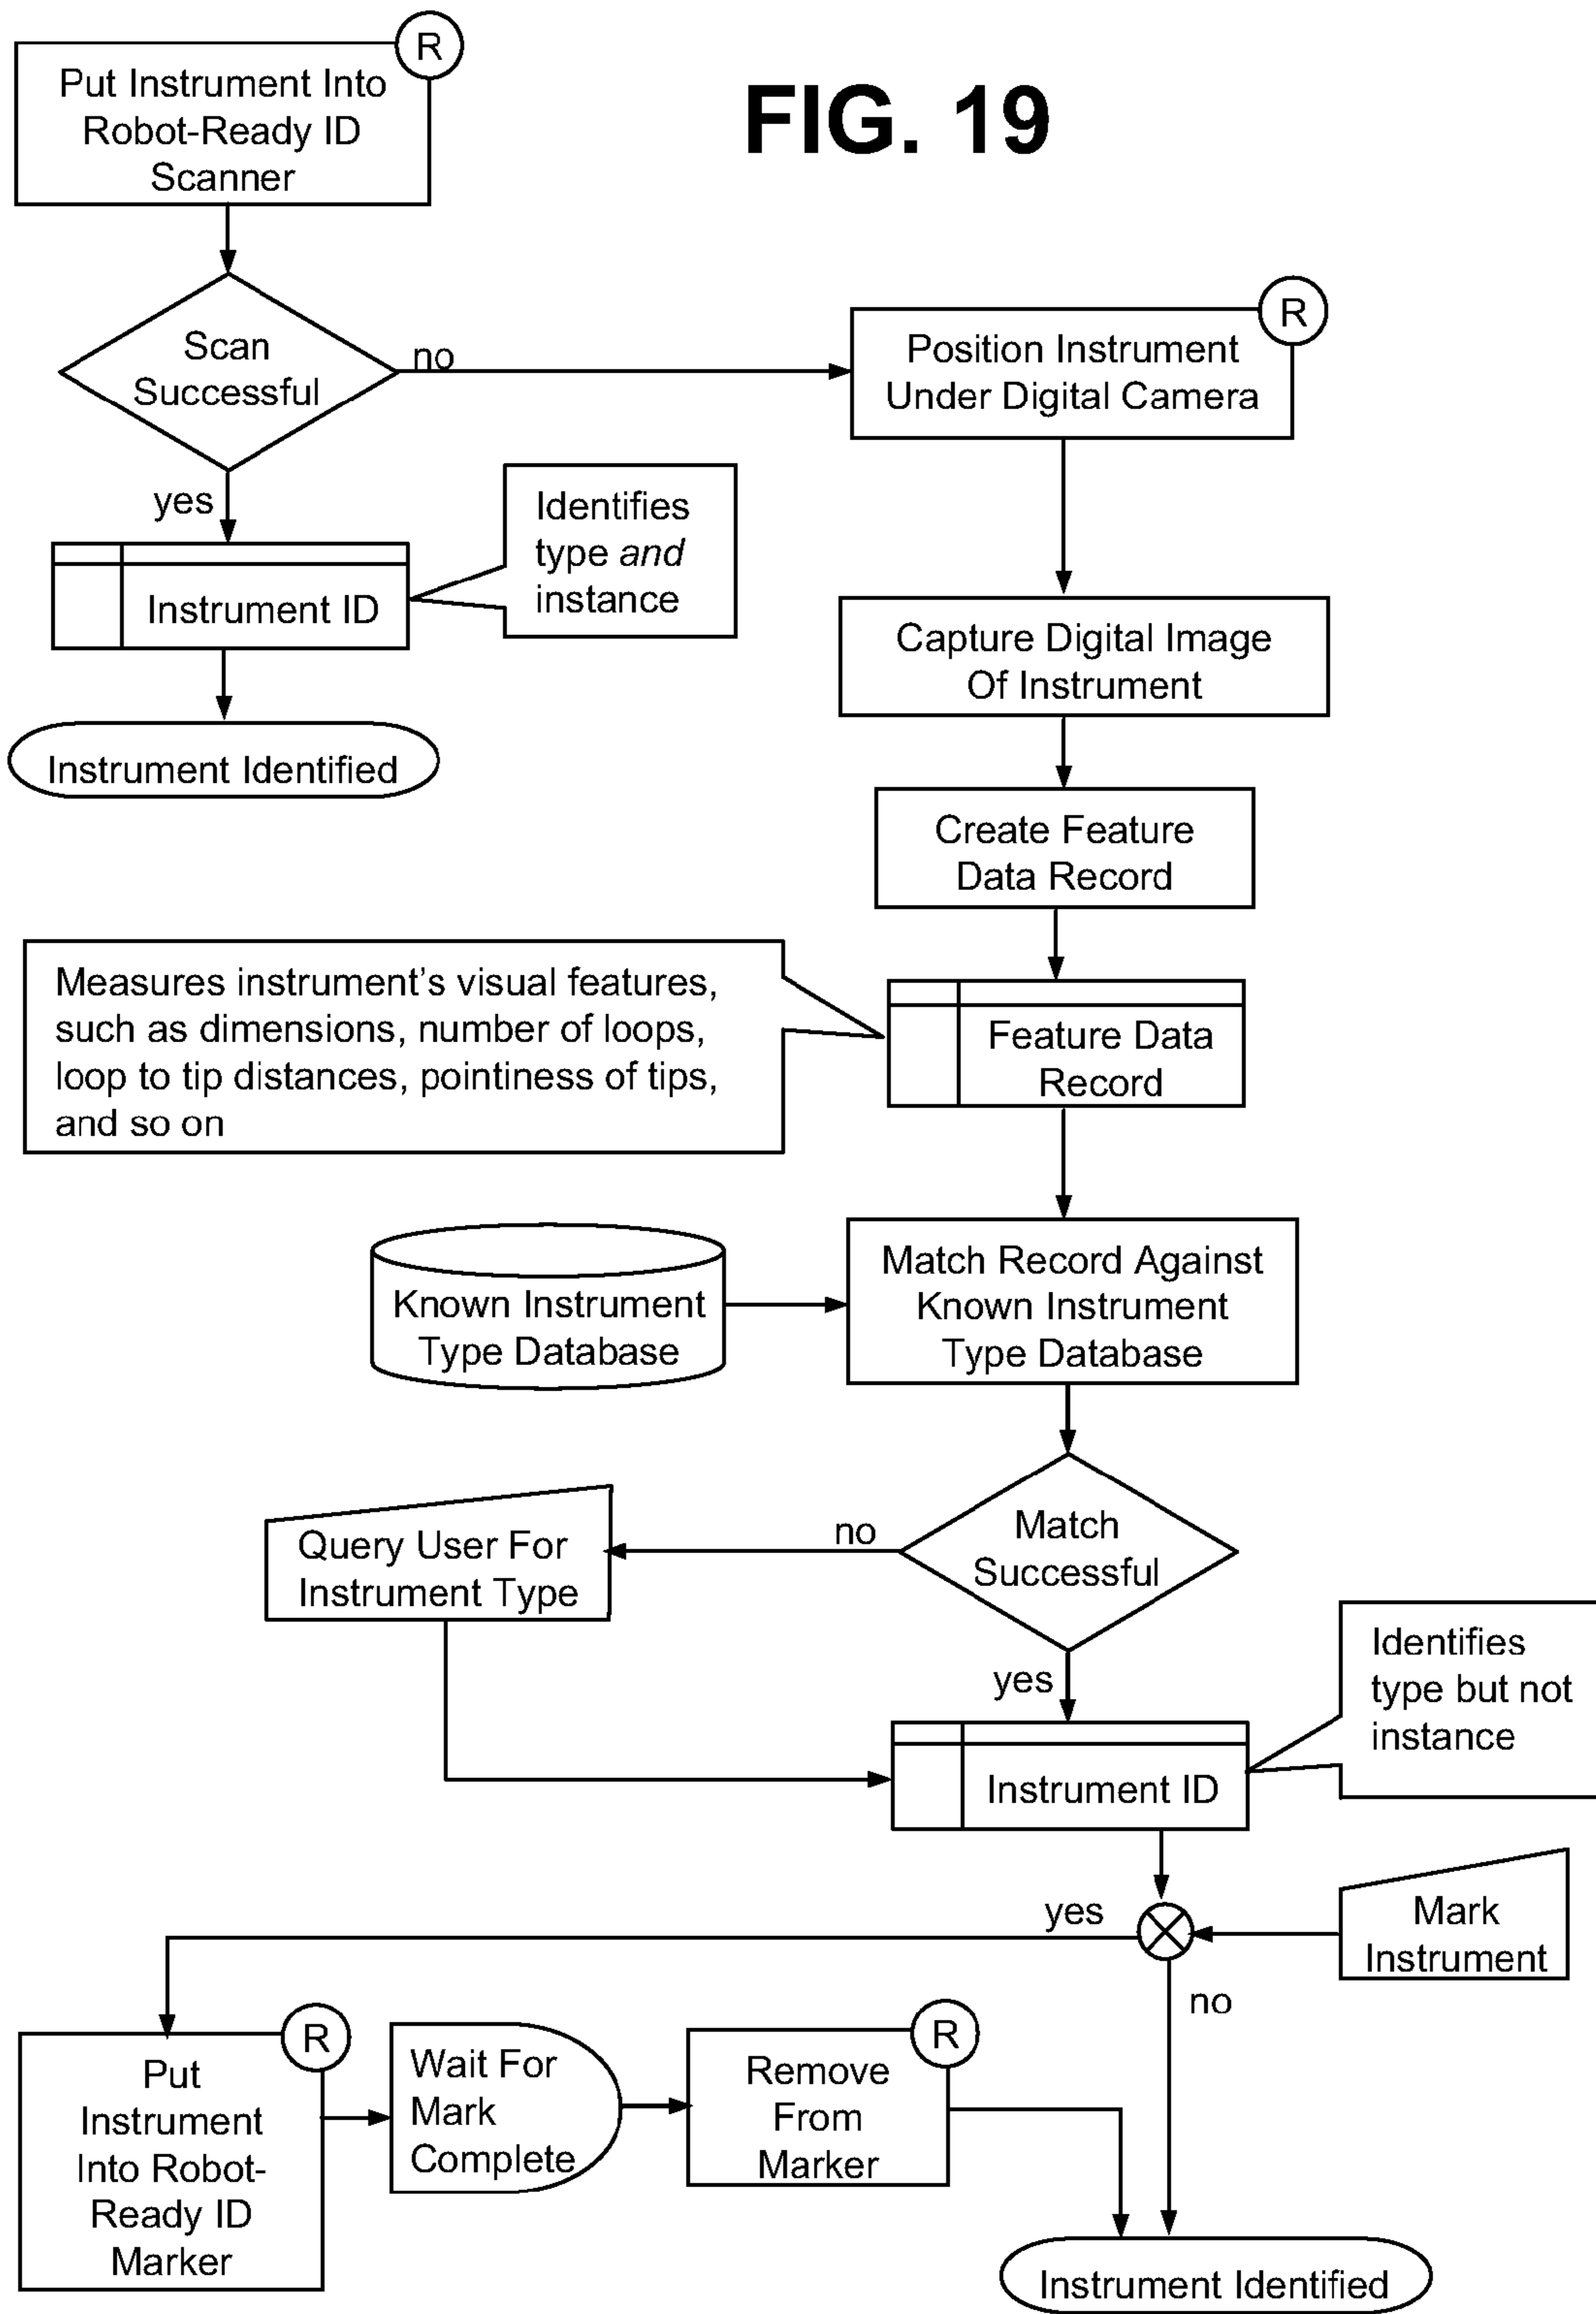 R
Put Instrument Into
Robot-Ready ID
Scanner
FIG. 19
Scan
Successful
no
R
Position Instrument
Under Digital Camera
yes
Identifies
type and
instance
Instrument ID
Instrument Identified
Capture Digital Image
Of Instrument
Create Feature
Data Record
Measures instrument's visual features,
such as dimensions, number of loops,
loop to tip distances, pointiness of tips,
and so on
Feature Data
Record
Known Instrument
Type Database
Match Record Against
Known Instrument
Type Database
Match
Successful
no
Query User For
Instrument Type
yes
Identifies
type but not
instance
Instrument ID
Mark
Instrument
yes
no
R
Put
Instrument
Into Robot-
Ready ID
Marker
Wait For
Mark
Complete
R
Remove
From
Marker
Instrument Identified